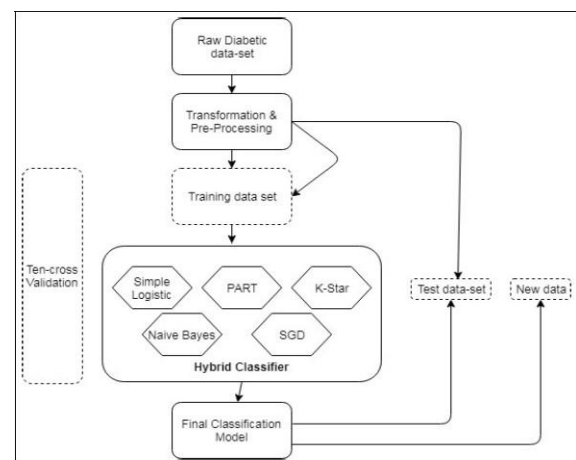 Raw Diabetic
data-set
Transformation &
Pre-Processing
Training data set
Ten-cross
Validation
Simple
Logistic
PART
K-Star
Naive Bayes
SGD
Hybrid Classifier
Test data-set
New data
Final Classification
Model